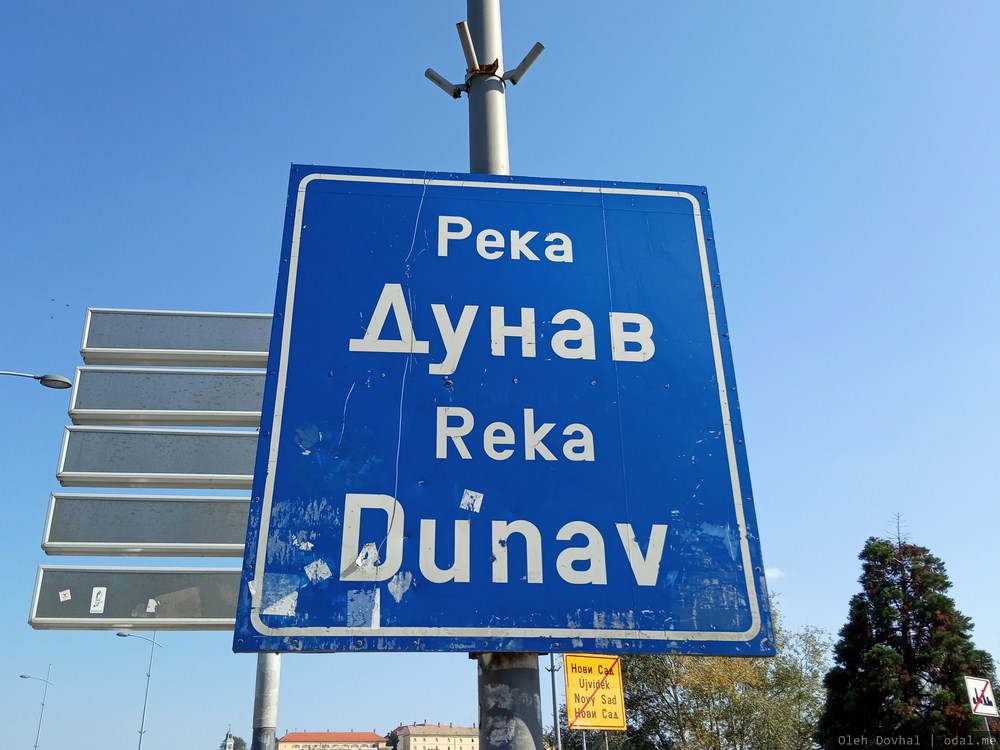 Река
Дунав
Reka
Dunav
Нови Сад
Újvidék
Nový Sad
Нови Сад
Oleh Dovhal | odal.me